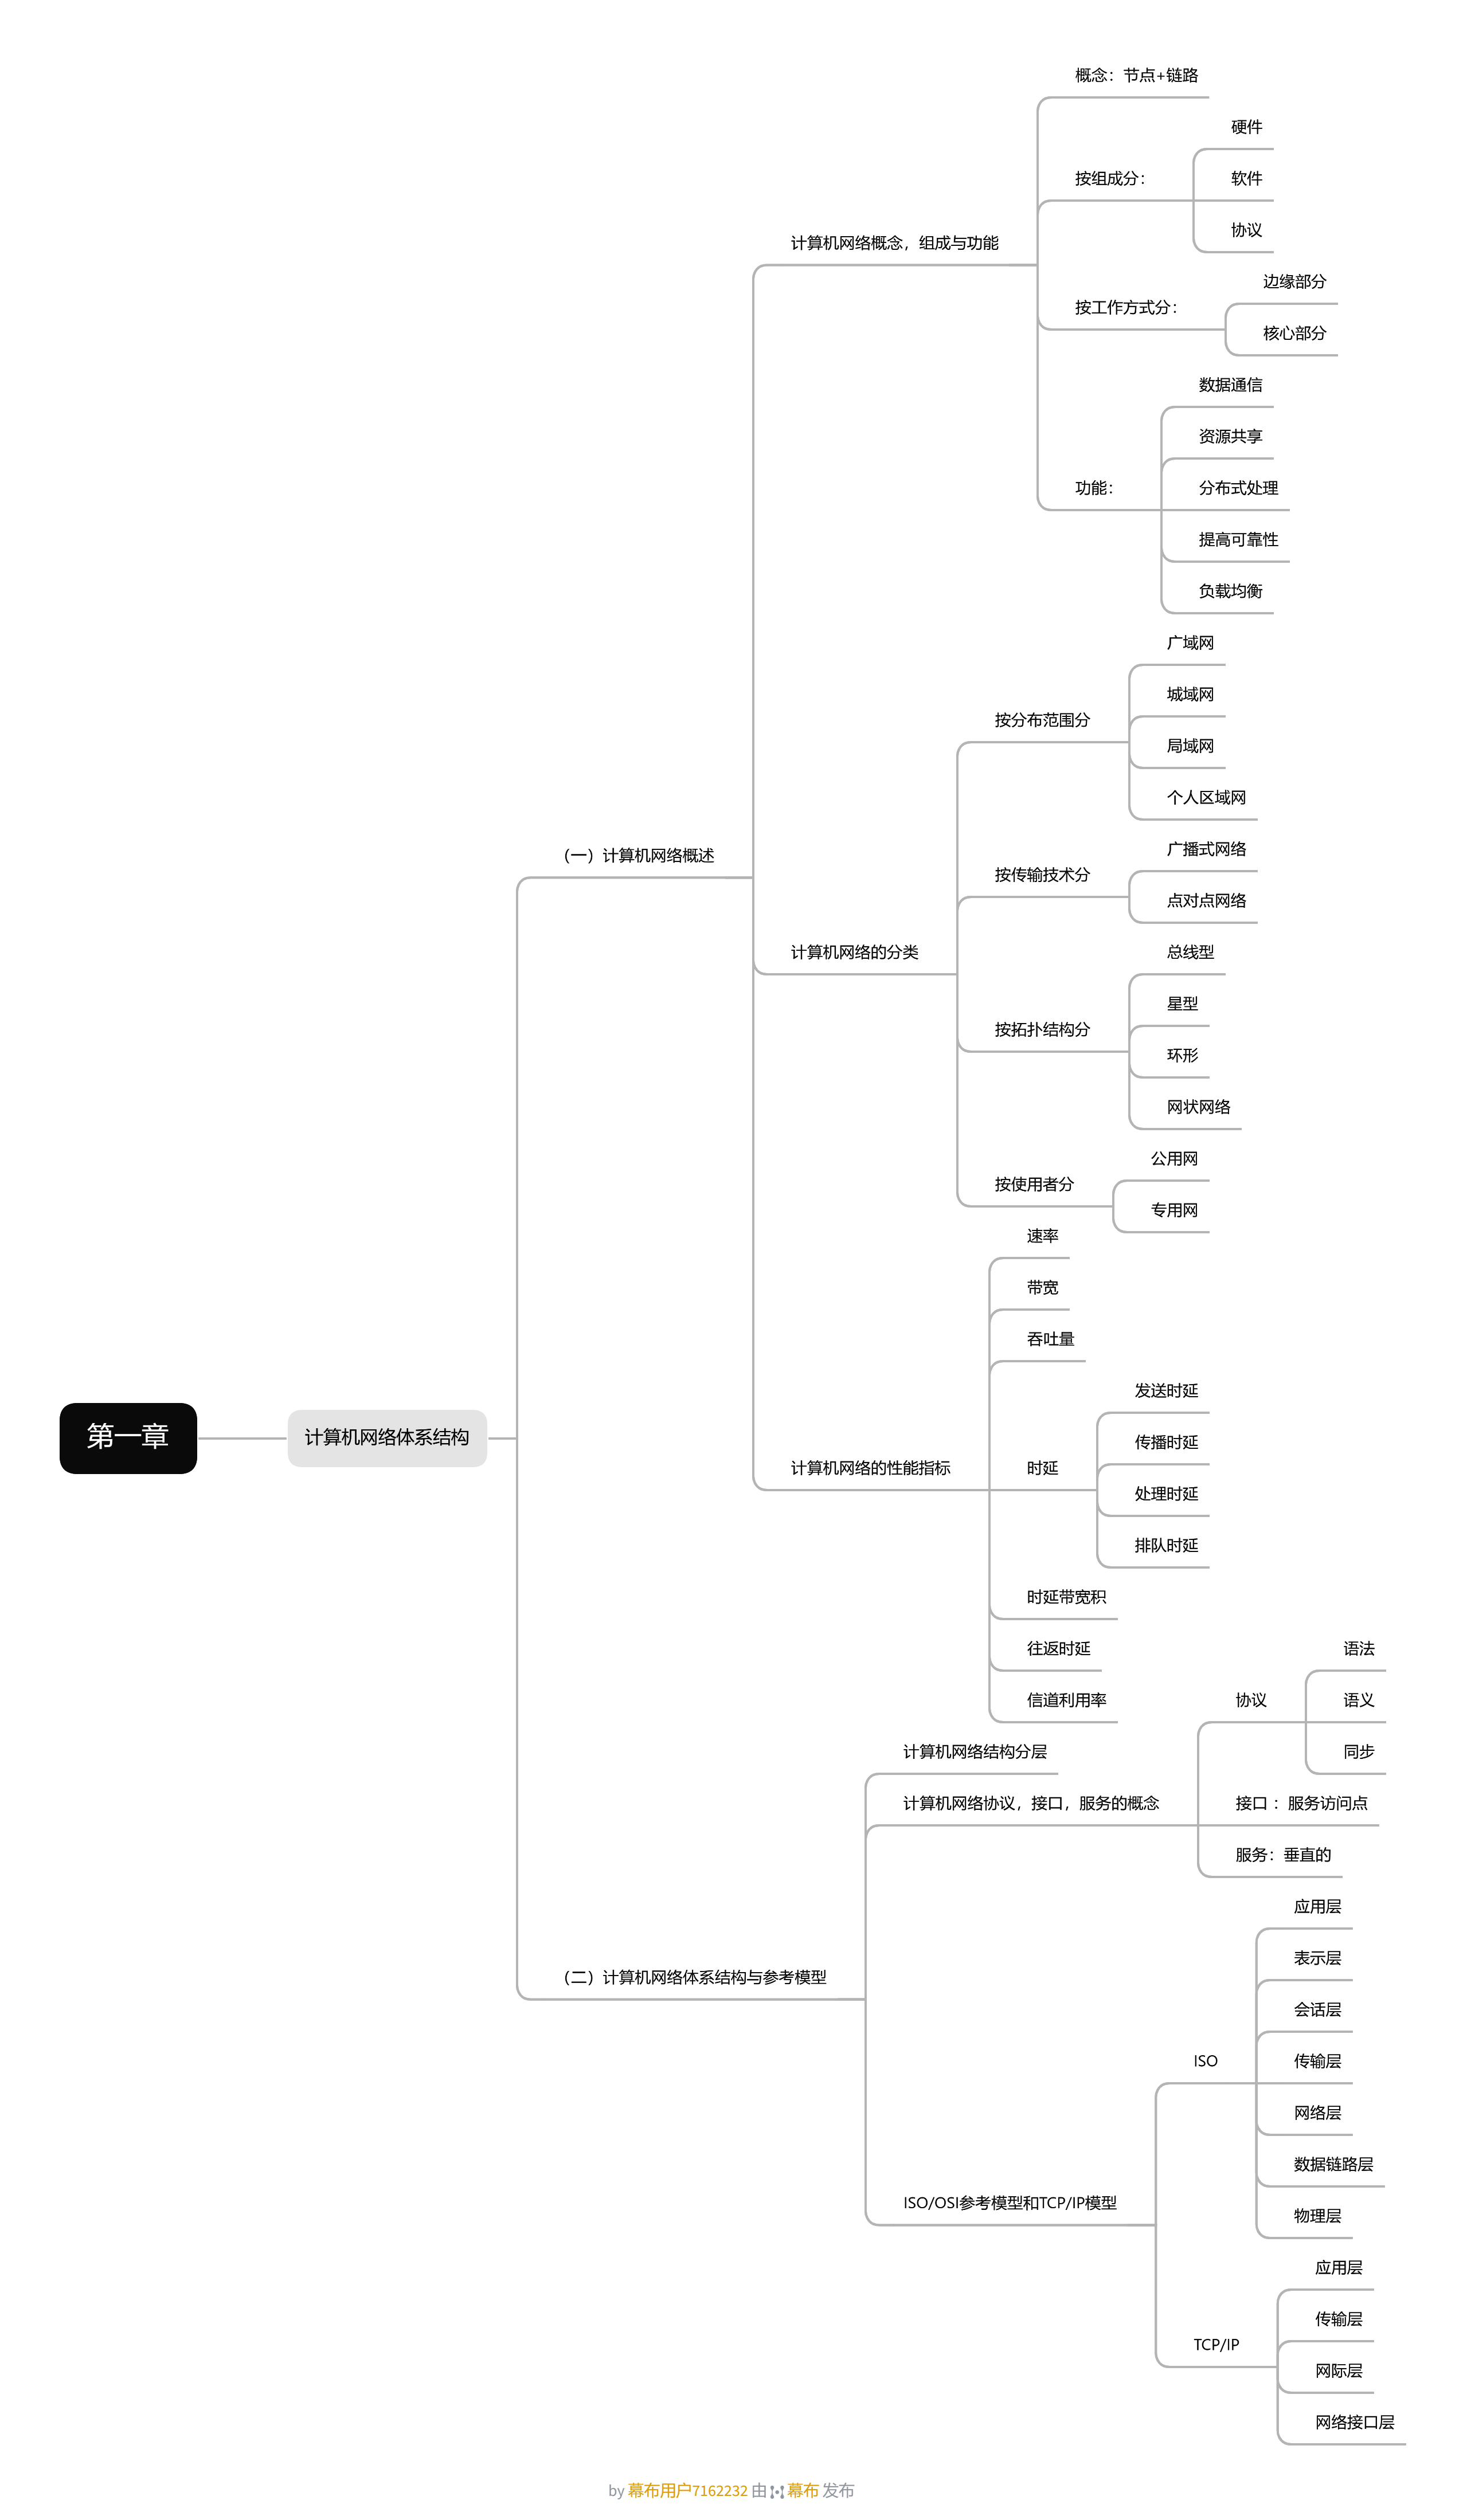 概念：节点+链路
硬件
按组成分：
软件
协议
计算机网络概念，组成与功能
边缘部分
按工作方式分：
核心部分
数据通信
资源共享
功能：
分布式处理
提高可靠性
负载均衡
广域网
城域网
按分布范围分
局域网
个人区域网
（一）计算机网络概述
广播式网络
按传输技术分
点对点网络
计算机网络的分类
总线型
星型
按拓扑结构分
环形
网状网络
公用网
按使用者分
专用网
速率
带宽
吞吐量
发送时延
第一章
计算机网络体系结构
传播时延
计算机网络的性能指标
时延
处理时延
排队时延
时延带宽积
往返时延
语法
信道利用率
协议
语义
计算机网络结构分层
同步
计算机网络协议，接口，服务的概念
接口 ：服务访问点
服务：垂直的
应用层
表示层
（二）计算机网络体系结构与参考模型
会话层
ISO
传输层
网络层
数据链路层
ISO/OSI参考模型和TCP/IP模型
物理层
应用层
传输层
TCP/IP
网际层
网络接口层
by 幕布用户7162232 由 幕布 发布